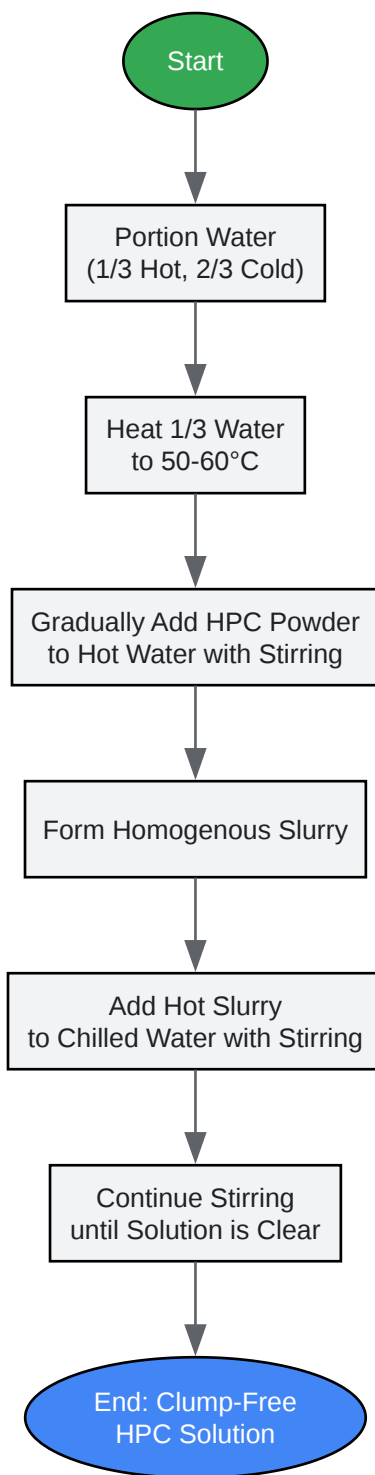 Start
Portion Water
(1/3 Hot, 2/3 Cold)
Heat 1/3 Water
to 50-60°C
Gradually Add HPC Powder
to Hot Water with Stirring
Form Homogenous Slurry
Add Hot Slurry
to Chilled Water with Stirring
Continue Stirring
until Solution is Clear
End: Clump-Free
HPC Solution